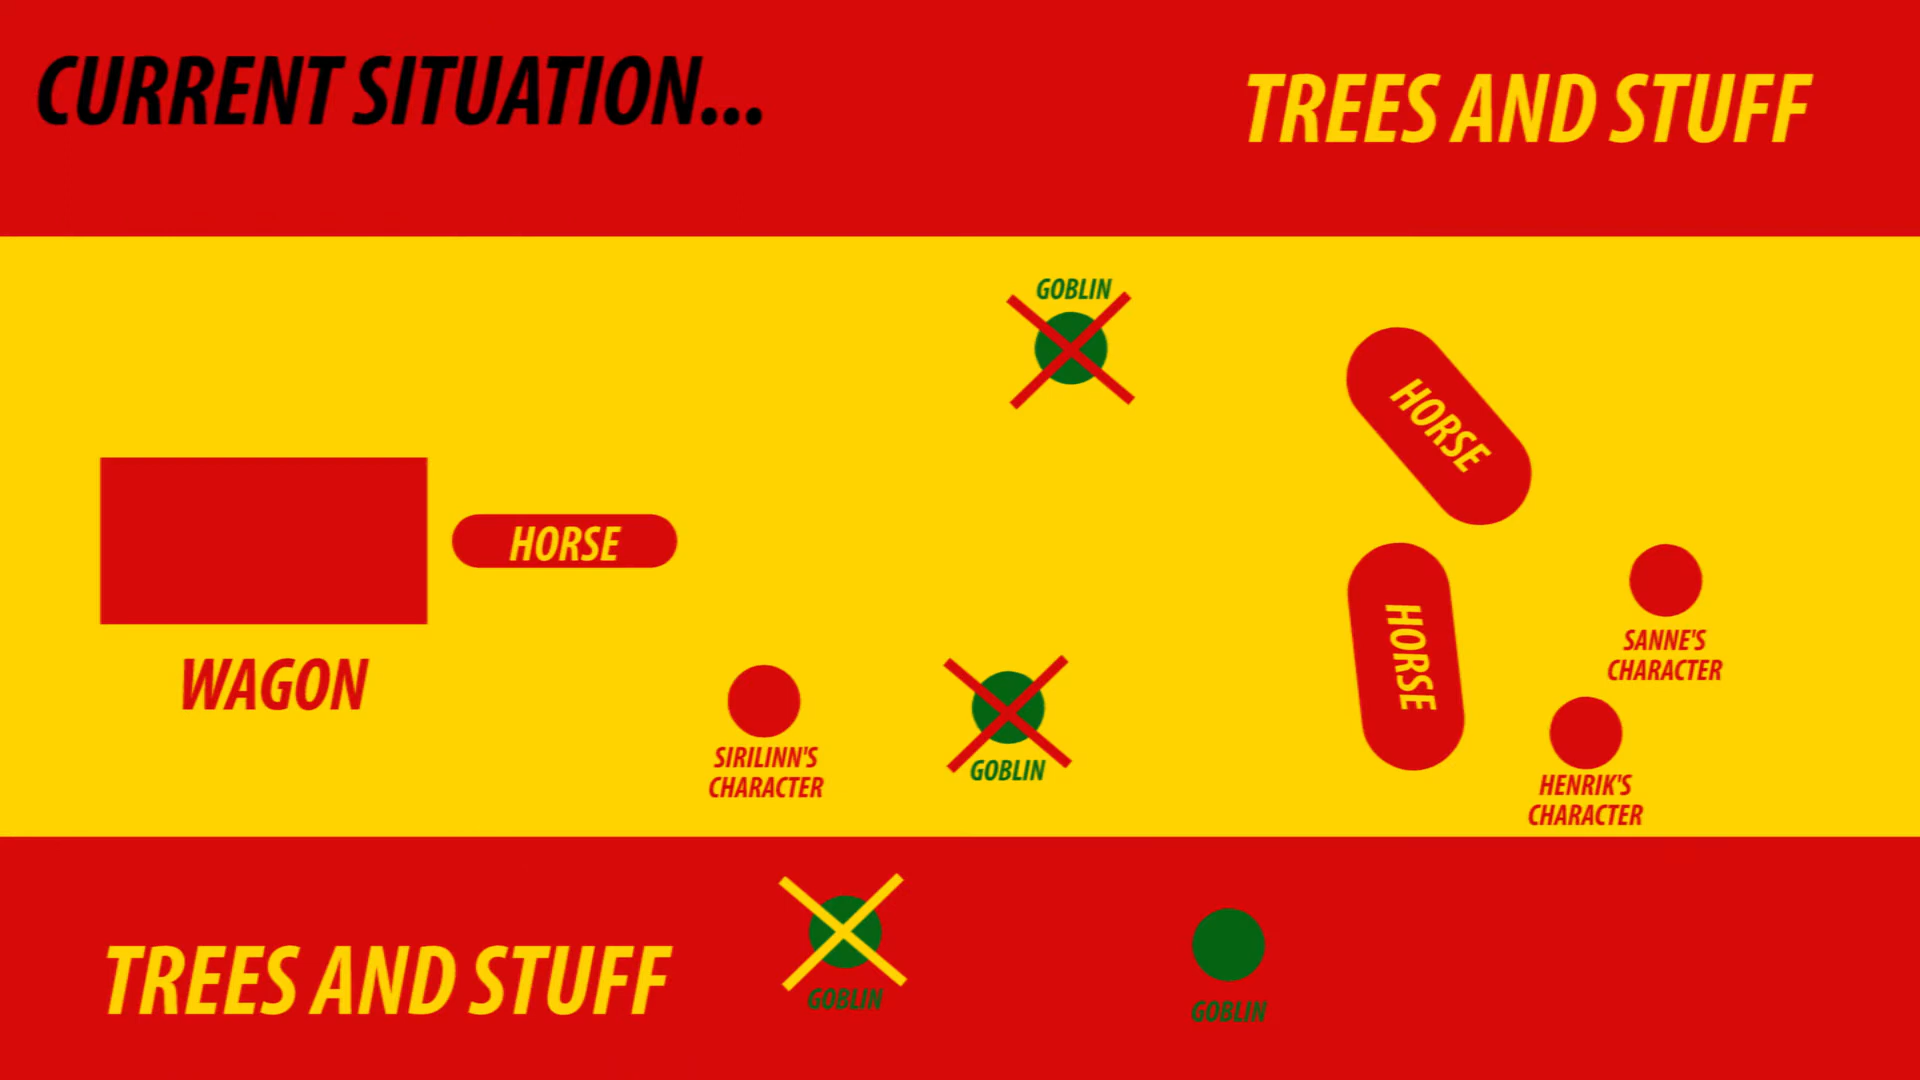 CURRENT SITUATION...
TREES AND STUFF
GOBLIN
HORSE
HORSE
HORSE
WAGON
SANNE'S
CHARACTER
SIRILINN'S
CHARACTER
GOBLIN
HENRIK'S
CHARACTER
TREES AND STUFF
GOBLIN
GOBLIN